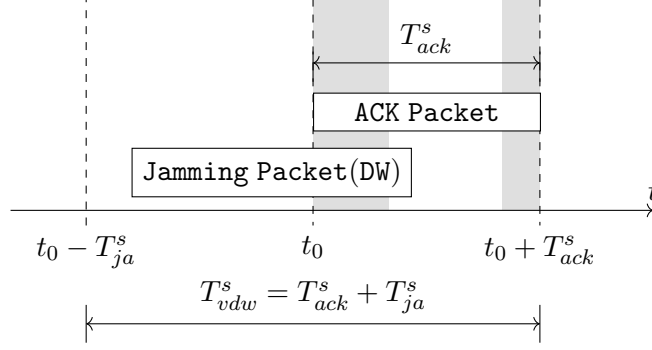 T^s_{ack}
ACK Packet
Jamming Packet(DW)
t
t_0 − T^s_{ja}
t_0
t_0 + T^s_{ack}
T^s_{vdw} = T^s_{ack} + T^s_{ja}